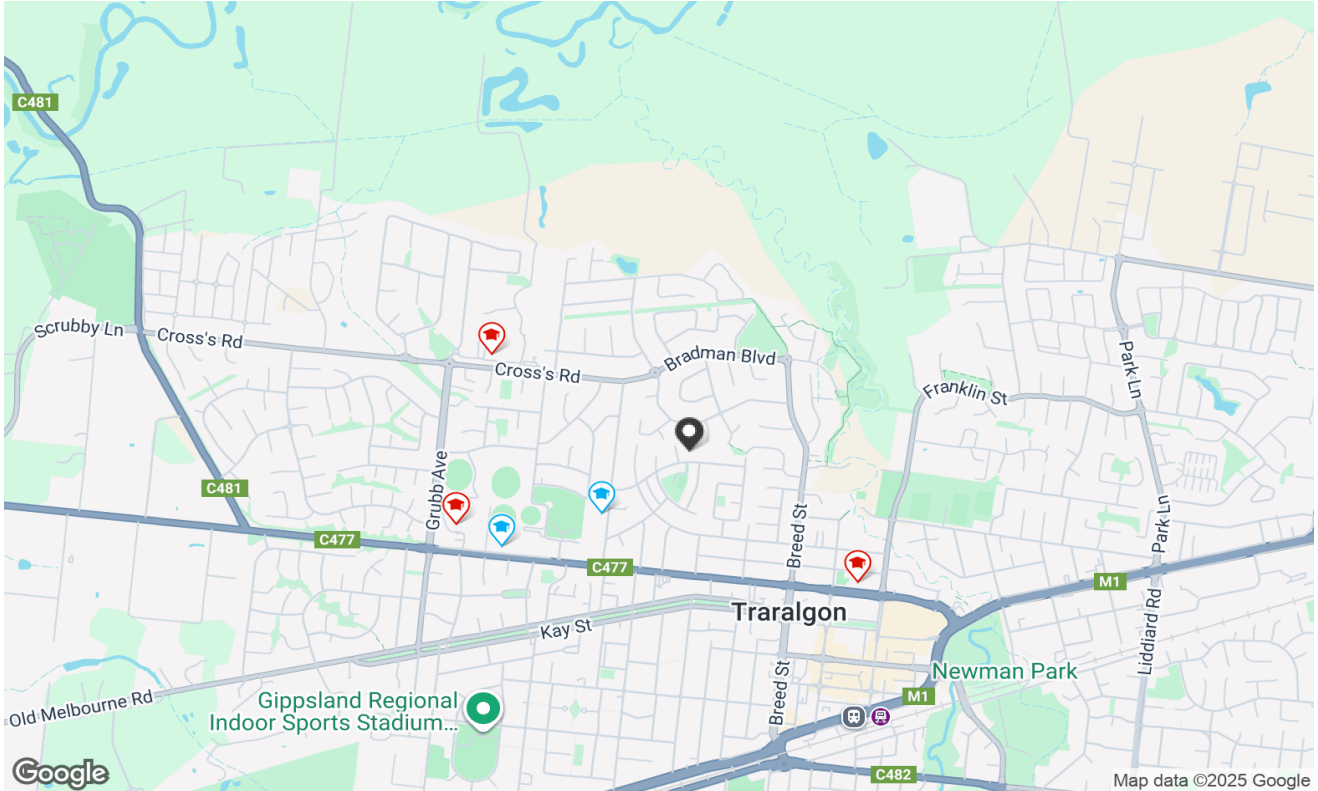 C481
Scrubby Ln
Cross's Rd
Cross's Rd
Bradman Blvd
Franklin St
Park Ln
C481
Grubb Ave
Park Ln
C477
Breed St
C477
M1
Traralgon
Kay St
Liddiard Rd
Newman Park
Old Melbourne Rd
Gippsland Regional
Indoor Sports Stadium...
Breed St
M1
C482
Google
Map data ©2025 Google